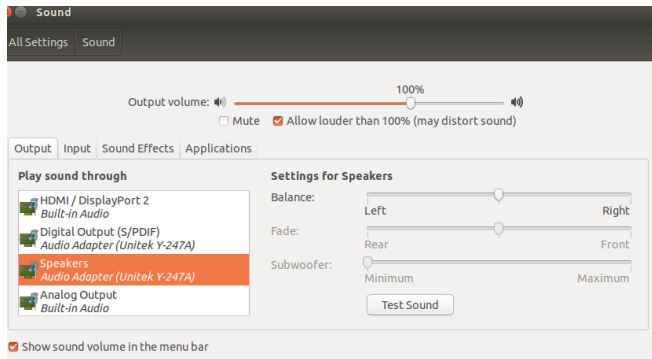 Sound
All Settings Sound
100%
Output volume:
Mute Allow louder than 100% (may distort sound)
Output Input Sound Effects Applications
Play sound through
HDMI / DisplayPort 2
Built-in Audio
Digital Output (S/PDIF)
Audio Adapter (Unitek Y-247A)
Speakers
Audio Adapter (Unitek Y-247A)
Analog Output
Built-in Audio
Settings for Speakers
Balance:
Left Right
Fade:
Rear Front
Subwoofer:
Minimum Maximum
Test Sound
Show sound volume in the menu bar